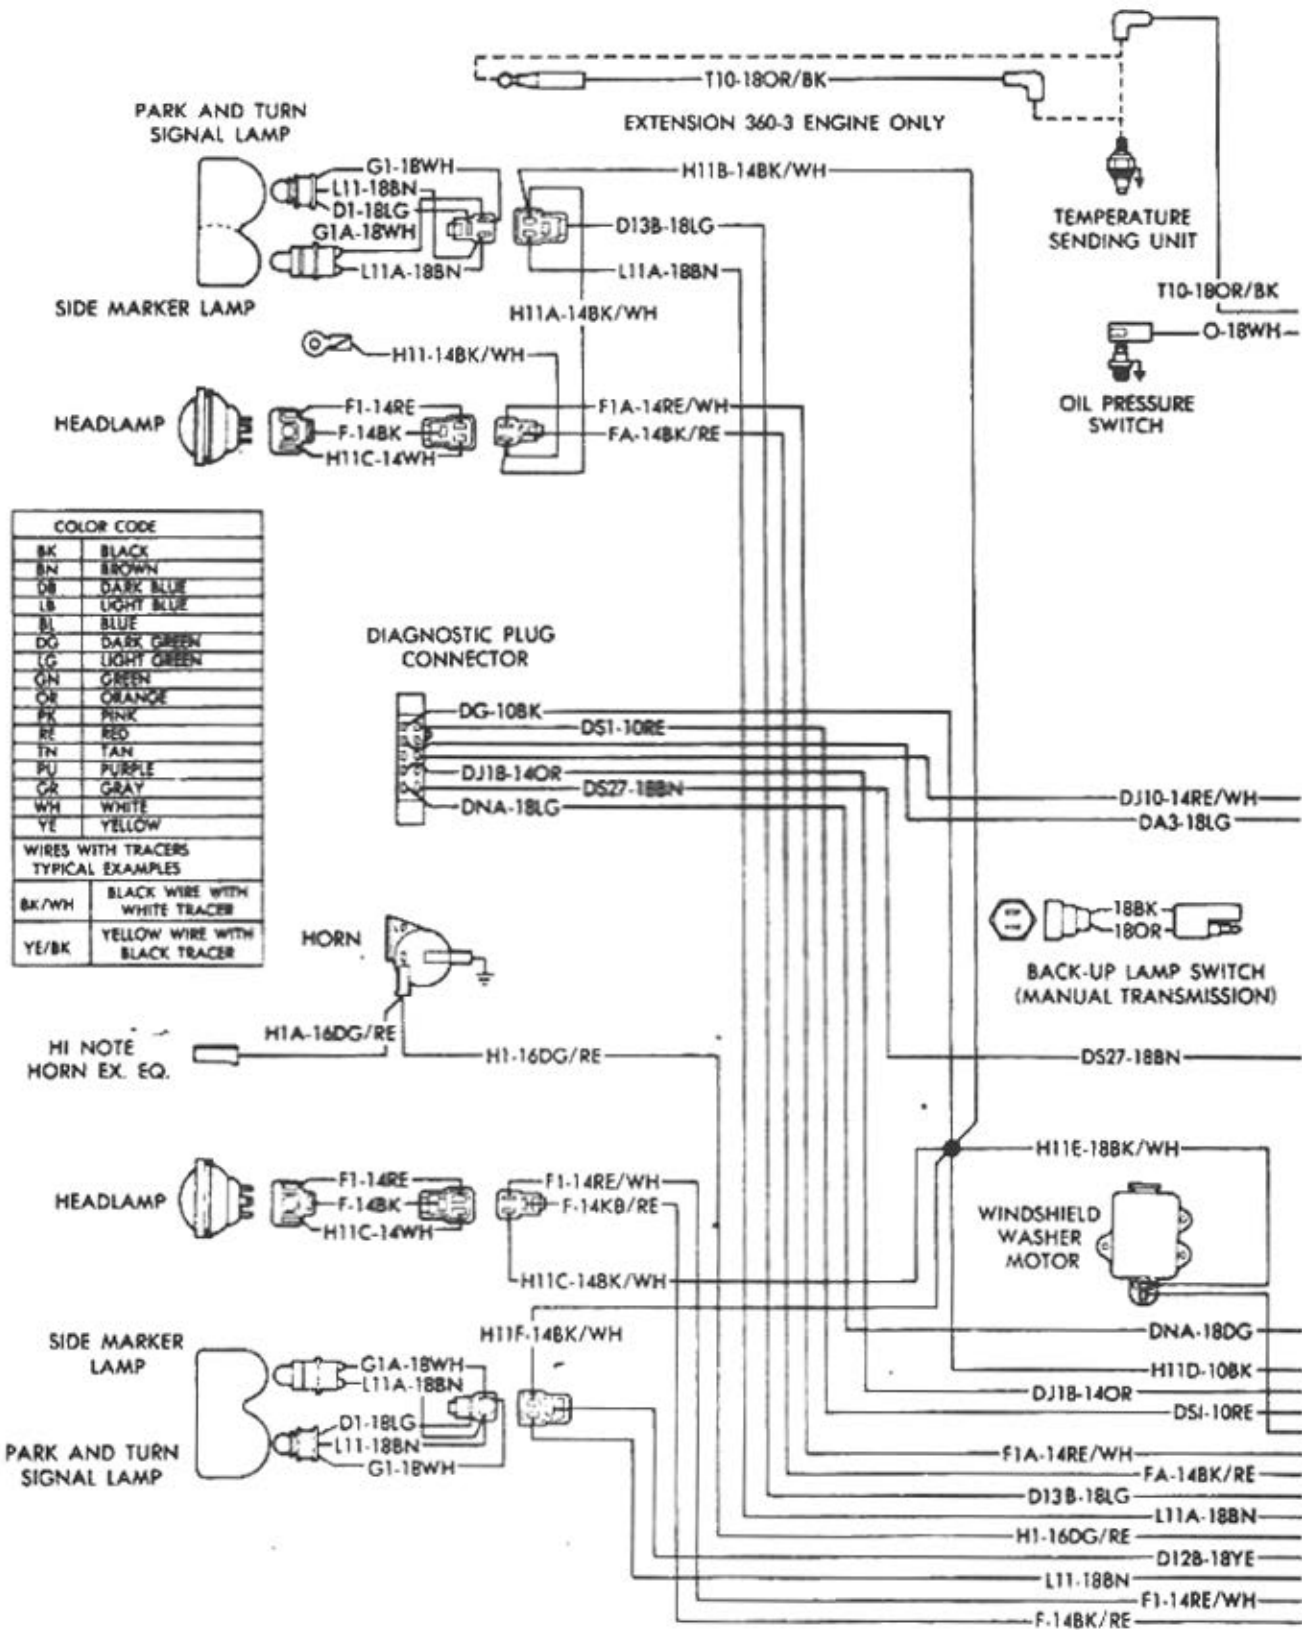 PARK AND TURN
SIGNAL LAMP
T10-18OR/BK
EXTENSION 360-3 ENGINE ONLY
G1-18WH
L11-18BN
D1-18LG
G1A-18WH
L11A-18BN
H11B-14BK/WH
D13B-18LG
L11A-18BN
TEMPERATURE
SENDING UNIT
SIDE MARKER LAMP
H11A-14BK/WH
T10-18OR/BK
O-18WH
H11-14BK/WH
OIL PRESSURE
SWITCH
HEADLAMP
F1-14RE
F-14BK
H11C-14WH
F1A-14RE/WH
FA-14BK/RE
COLOR CODE
BK BLACK
BN BROWN
DB DARK BLUE
LB LIGHT BLUE
BL BLUE
DG DARK GREEN
LG LIGHT GREEN
GN GREEN
OR ORANGE
PK PINK
RE RED
TN TAN
PU PURPLE
GR GRAY
WH WHITE
YE YELLOW
WIRES WITH TRACERS
TYPICAL EXAMPLES
BK/WH BLACK WIRE WITH
WHITE TRACER
YE/BK YELLOW WIRE WITH
BLACK TRACER
DIAGNOSTIC PLUG
CONNECTOR
DG-10BK
DS1-10RE
DJ1B-14OR
DS27-18BN
DNA-18LG
DJ10-14RE/WH
DA3-18LG
HORN
18BK
18OR
BACK-UP LAMP SWITCH
(MANUAL TRANSMISSION)
H1A-16DG/RE
HI NOTE
HORN EX. EQ.
H1-16DG/RE
DS27-18BN
H11E-18BK/WH
HEADLAMP
F1-14RE
F-14BK
H11C-14WH
F1-14RE/WH
F-14KB/RE
WINDSHIELD
WASHER
MOTOR
H11C-14BK/WH
H11F-14BK/WH
DNA-18DG
SIDE MARKER
LAMP
G1A-18WH
L11A-18BN
H11D-10BK
DJ1B-14OR
D1-18LG
L11-18BN
G1-18WH
DS1-10RE
PARK AND TURN
SIGNAL LAMP
F1A-14RE/WH
FA-14BK/RE
D13B-18LG
L11A-18BN
H1-16DG/RE
D12B-18YE
L11-18BN
F1-14RE/WH
F-14BK/RE